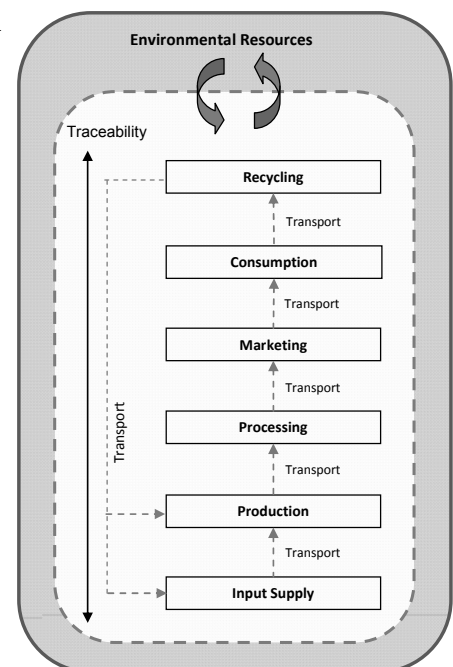 Environmental Resources
Traceability
Recycling
Transport
Consumption
Transport
Marketing
Transport
Processing
Transport
Transport
Production
Transport
Input Supply